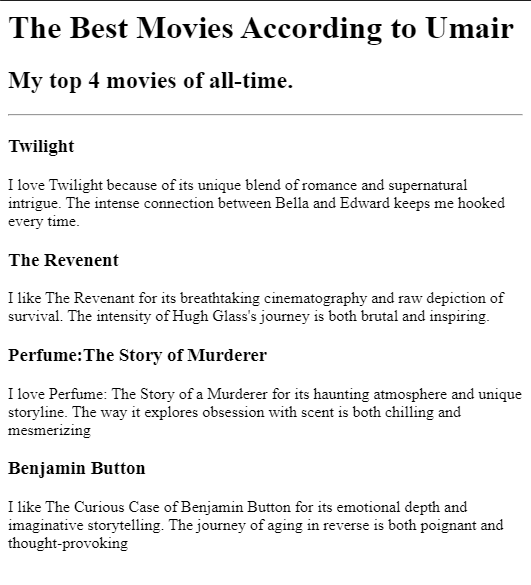 The Best Movies According to Umair
My top 4 movies of all-time.
Twilight
I love Twilight because of its unique blend of romance and supernatural
intrigue. The intense connection between Bella and Edward keeps me hooked
every time.
The Revenent
I like The Revenant for its breathtaking cinematography and raw depiction of
survival. The intensity of Hugh Glass's journey is both brutal and inspiring.
Perfume:The Story of Murderer
I love Perfume: The Story of a Murderer for its haunting atmosphere and unique
storyline. The way it explores obsession with scent is both chilling and
mesmerizing
Benjamin Button
I like The Curious Case of Benjamin Button for its emotional depth and
imaginative storytelling. The journey of aging in reverse is both poignant and
thought-provoking